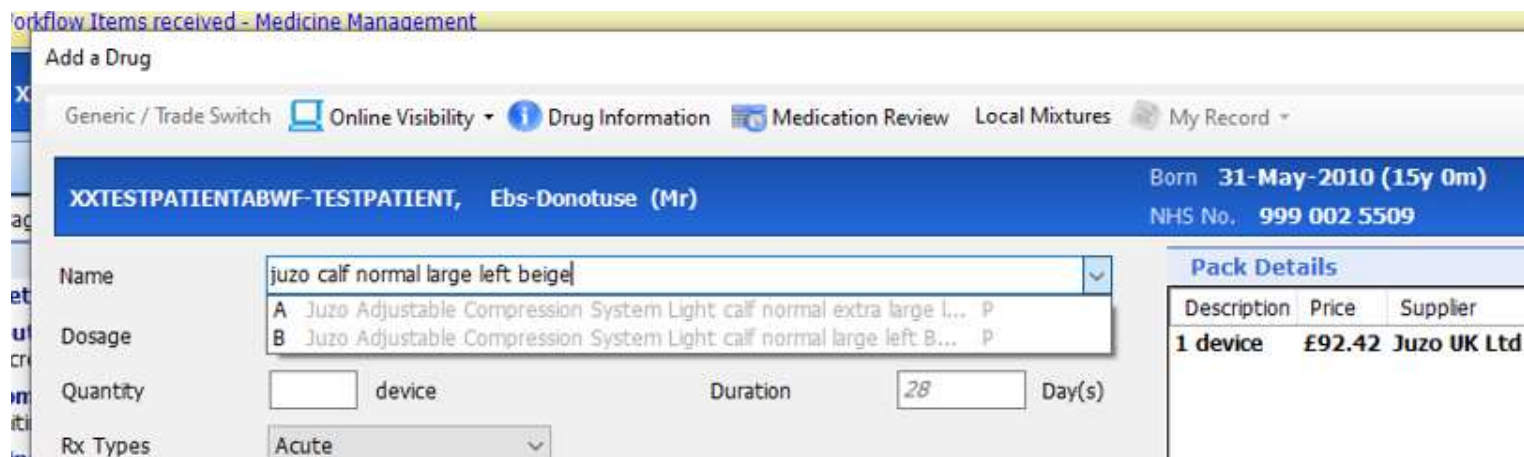 orkflow Items received - Medicine Management
Add a Drug
Generic / Trade Switch Online Visibility Drug Information Medication Review Local Mixtures My Record
XXTESTPATIENTABWF-TESTPATIENT, Ebs-Donotuse (Mr)
Born 31-May-2010 (15y 0m)
NHS No. 999 002 5509
Name juzo calf normal large left beige
A Juzo Adjustable Compression System Light calf normal extra large l... P
B Juzo Adjustable Compression System Light calf normal large left B... P
Dosage
Quantity device Duration 28 Day(s)
Rx Types Acute
Pack Details
Description Price Supplier
1 device £92.42 Juzo UK Ltd